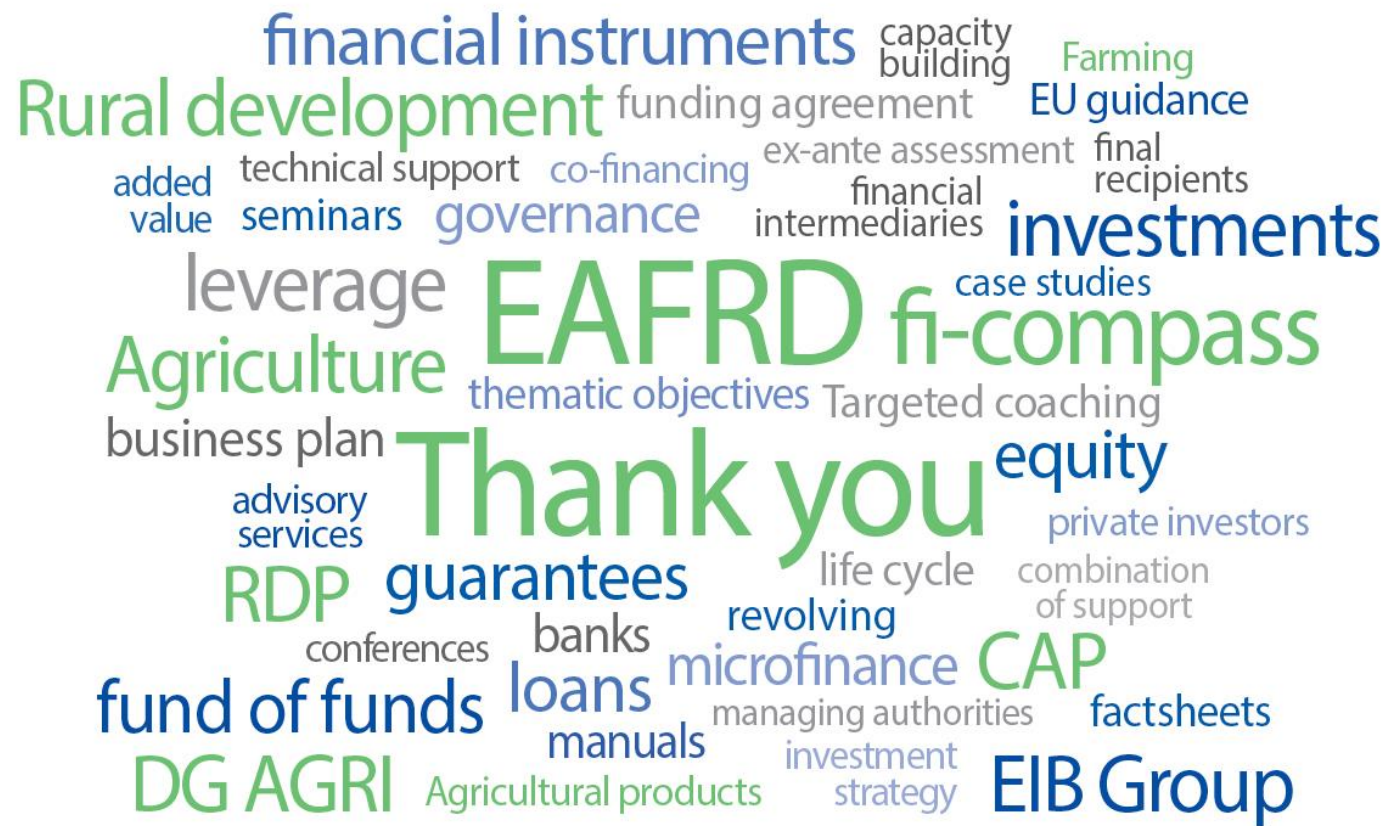 financial instruments
capacity
building
Farming
Rural development
funding agreement
EU guidance
added
value
technical support
co-financing
ex-ante assessment
final
recipients
seminars
governance
financial
intermediaries
investments
leverage
EAFRD
case studies
fi-compass
Agriculture
thematic objectives
Targeted coaching
business plan
Thank you
equity
advisory
services
private investors
RDP
guarantees
life cycle
combination
of support
revolving
conferences
banks
microfinance
CAP
fund of funds
loans
managing authorities
factsheets
manuals
investment
strategy
DG AGRI
Agricultural products
EIB Group